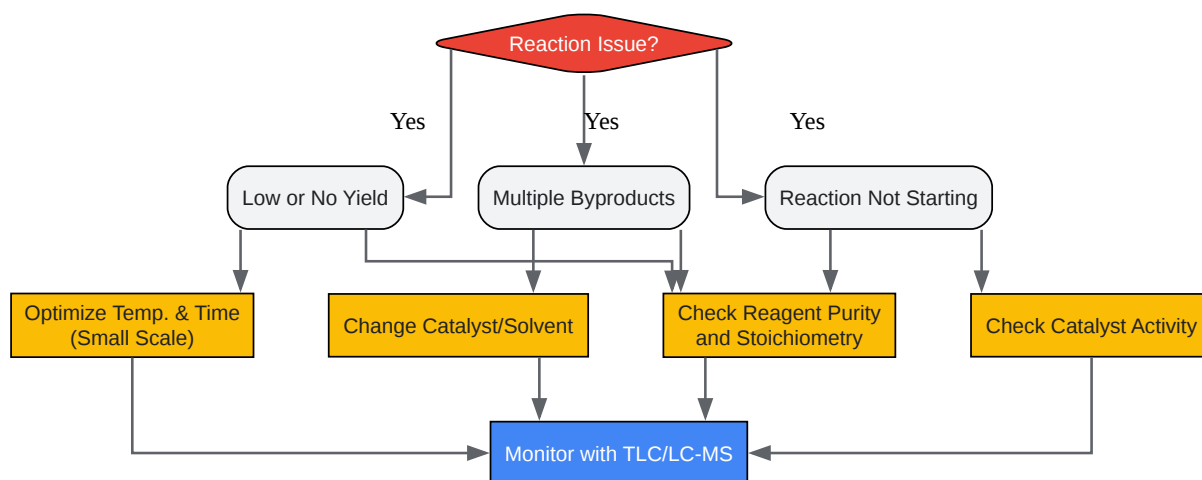 Reaction Issue?
Yes
Yes
Yes
Low or No Yield
Multiple Byproducts
Reaction Not Starting
Optimize Temp. & Time
(Small Scale)
Change Catalyst/Solvent
Check Reagent Purity
and Stoichiometry
Check Catalyst Activity
Monitor with TLC/LC-MS